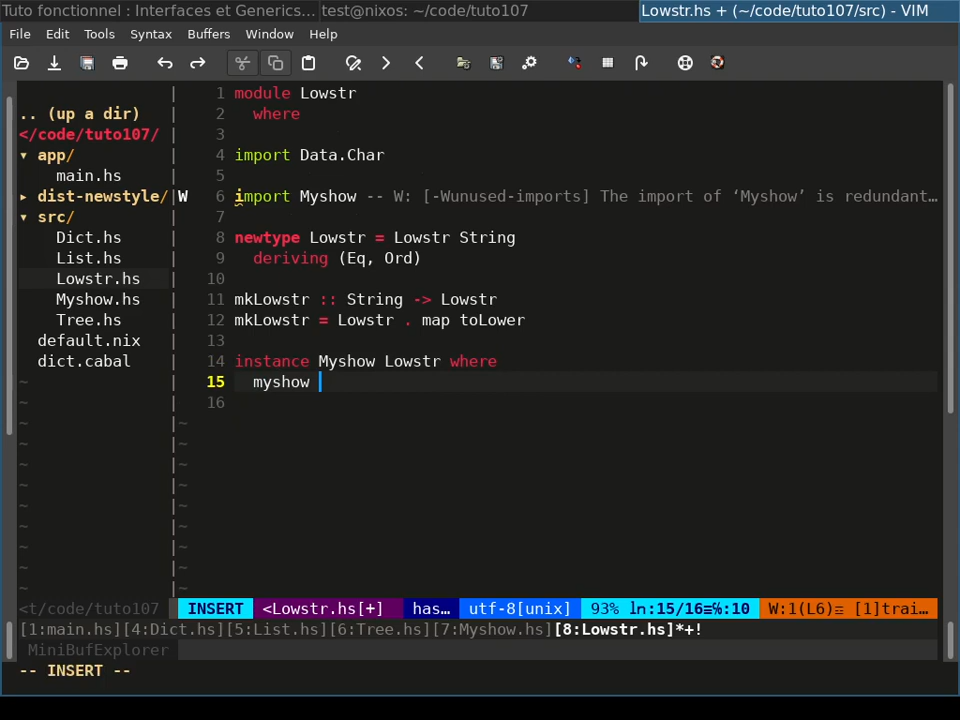 Tuto fonctionnel : Interfaces et Generics... test@nixos: ~/code/tuto107 Lowstr.hs + (~/code/tuto107/src) - VIM
File Edit Tools Syntax Buffers Window Help
.. (up a dir)
</code/tuto107/
▾ app/
main.hs
▸ dist-newstyle/
▾ src/
Dict.hs
List.hs
Lowstr.hs
Myshow.hs
Tree.hs
default.nix
dict.cabal
~
~
~
~
~
~
~
~
~
~
~
1 module Lowstr
2   where
3
4 import Data.Char
5
W 6 import Myshow -- W: [-Wunused-imports] The import of ‘Myshow’ is redundant…
7
8 newtype Lowstr = Lowstr String
9   deriving (Eq, Ord)
10
11 mkLowstr :: String -> Lowstr
12 mkLowstr = Lowstr . map toLower
13
14 instance Myshow Lowstr where
15   myshow
16
~
~
~
~
~
~
~
~
~
<t/code/tuto107 INSERT <Lowstr.hs[+] has… utf-8[unix] 93% ln:15/16≡℅:10 W:1(L6)≡ [1]trai…
[1:main.hs][4:Dict.hs][5:List.hs][6:Tree.hs][7:Myshow.hs][8:Lowstr.hs]*+!
MiniBufExplorer
-- INSERT --